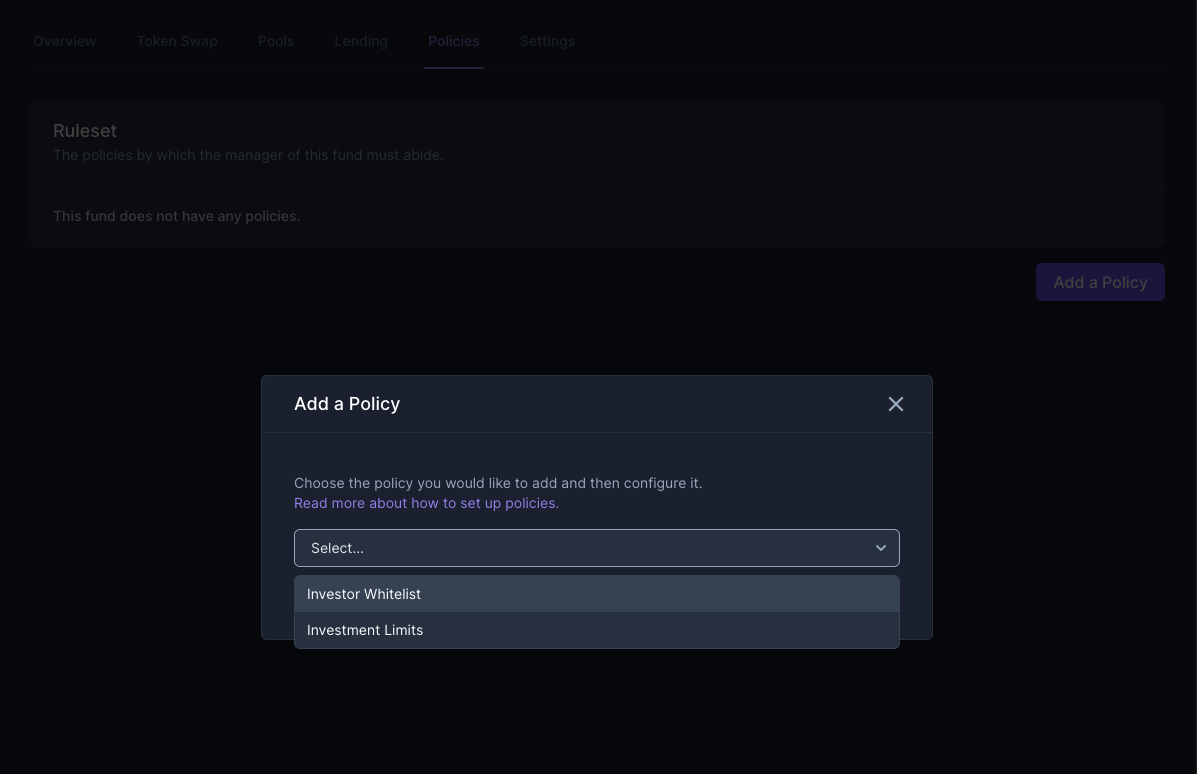 Overview Token Swap Pools Lending Policies Settings
Ruleset
The policies by which the manager of this fund must abide.
This fund does not have any policies.
Add a Policy
Add a Policy
Choose the policy you would like to add and then configure it.
Read more about how to set up policies.
Select...
Investor Whitelist
Investment Limits